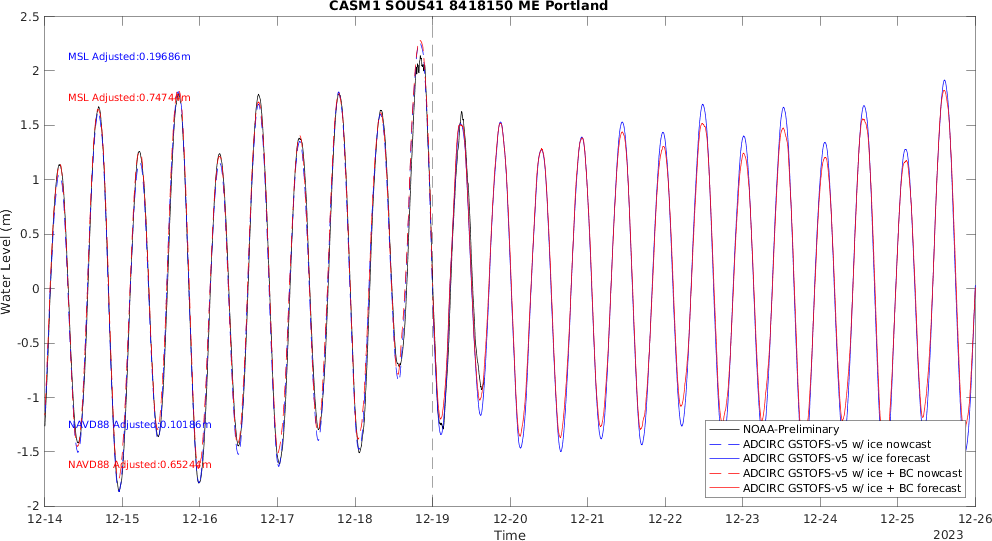 CASM1 SOUS41 8418150 ME Portland
2.5
2
1.5
1
0.5
0
-0.5
-1
-1.5
-2
Water Level (m)
MSL Adjusted:0.19686m
MSL Adjusted:0.74744m
NAVD88 Adjusted:0.10186m
NAVD88 Adjusted:0.65244m
NOAA-Preliminary
ADCIRC GSTOFS-v5 w/ ice nowcast
ADCIRC GSTOFS-v5 w/ ice forecast
ADCIRC GSTOFS-v5 w/ ice + BC nowcast
ADCIRC GSTOFS-v5 w/ ice + BC forecast
12-14 12-15 12-16 12-17 12-18 12-19 12-20 12-21 12-22 12-23 12-24 12-25 12-26
Time
2023